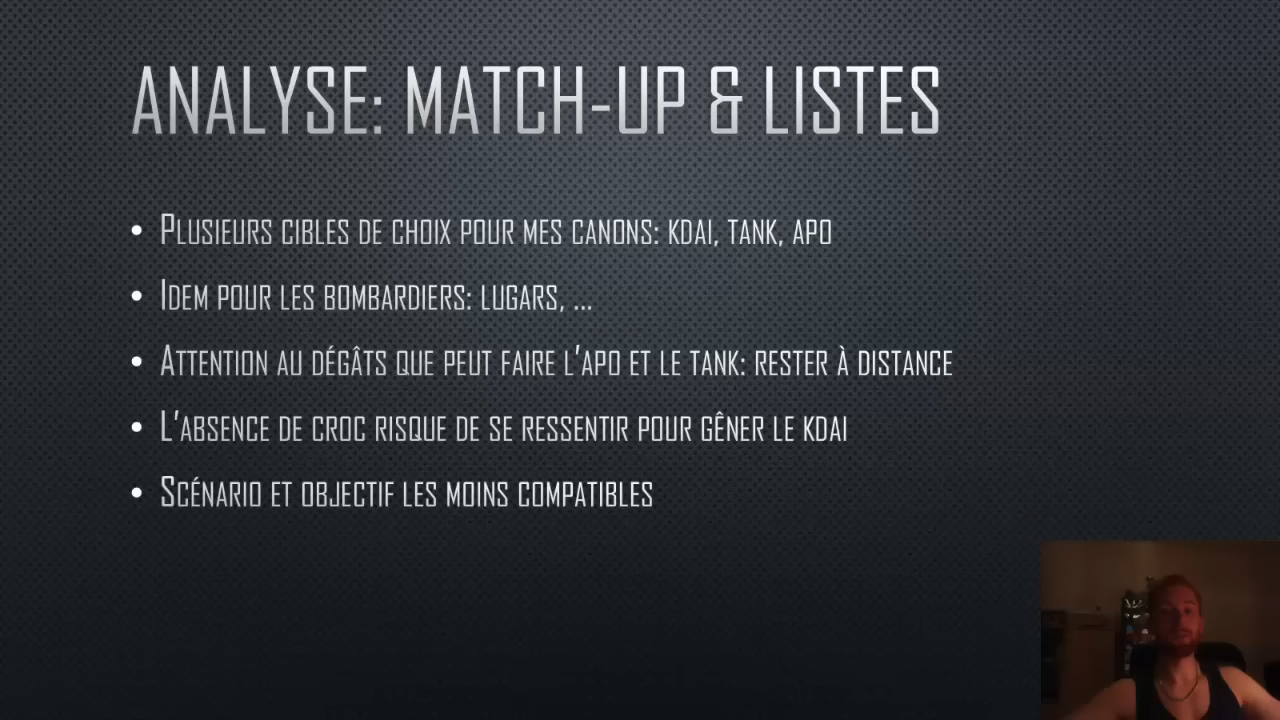 ANALYSE: MATCH-UP & LISTES
• PLUSIEURS CIBLES DE CHOIX POUR MES CANONS: KDAI, TANK, APO
• IDEM POUR LES BOMBARDIERS: LUGARS, ...
• ATTENTION AU DÉGÂTS QUE PEUT FAIRE L'APO ET LE TANK: RESTER À DISTANCE
• L'ABSENCE DE CROC RISQUE DE SE RESSENTIR POUR GÊNER LE KDAI
• SCÉNARIO ET OBJECTIF LES MOINS COMPATIBLES